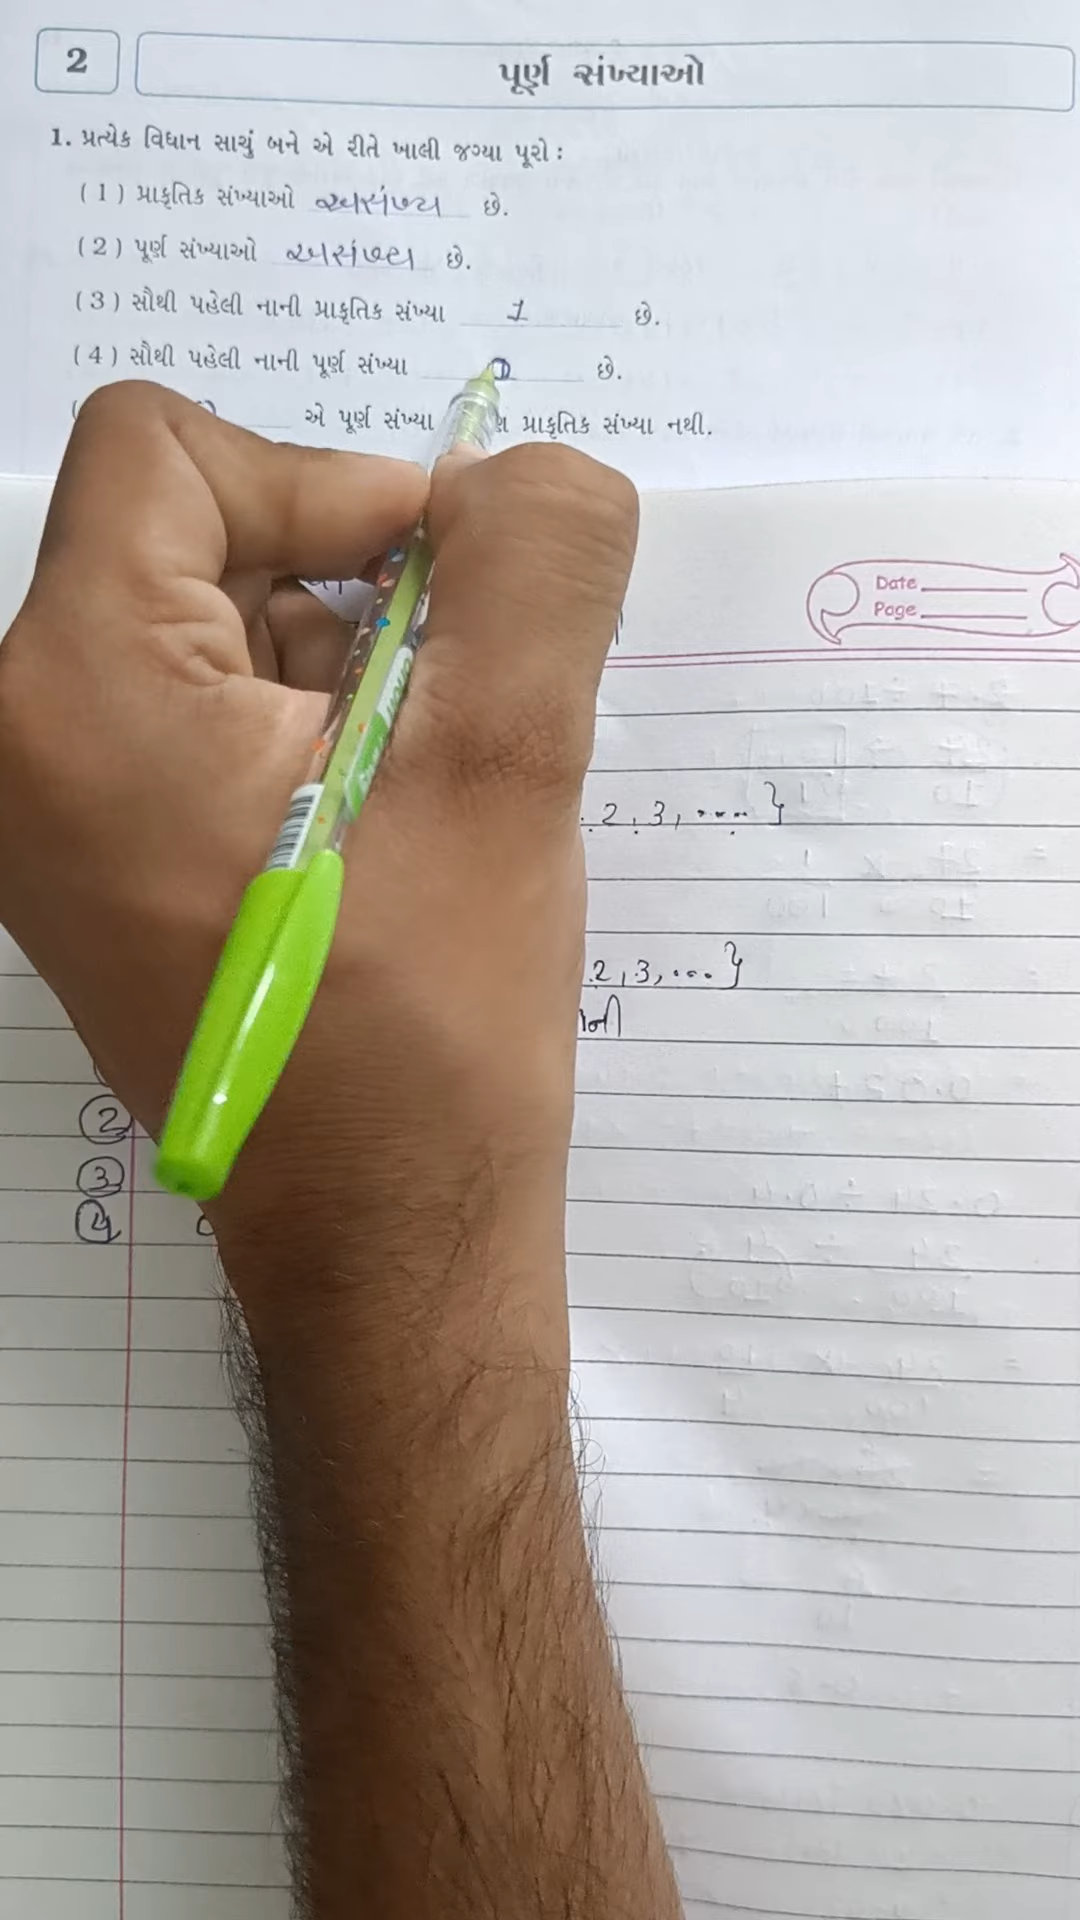 2
પૂર્ણ સંખ્યાઓ
1. પ્રત્યેક વિધાન સાચું બને એ રીતે ખાલી જગ્યા પૂરો :
(1) પ્રાકૃતિક સંખ્યાઓ અસંખ્ય છે.
(2) પૂર્ણ સંખ્યાઓ અસંખ્ય છે.
(3) સૌથી પહેલી નાની પ્રાકૃતિક સંખ્યા 1 છે.
(4) સૌથી પહેલી નાની પૂર્ણ સંખ્યા 0 છે.
એ પૂર્ણ સંખ્યા પ્રાકૃતિક સંખ્યા નથી.
Date
Page
2, 3, .... }
2, 3, ... }
2
3
4